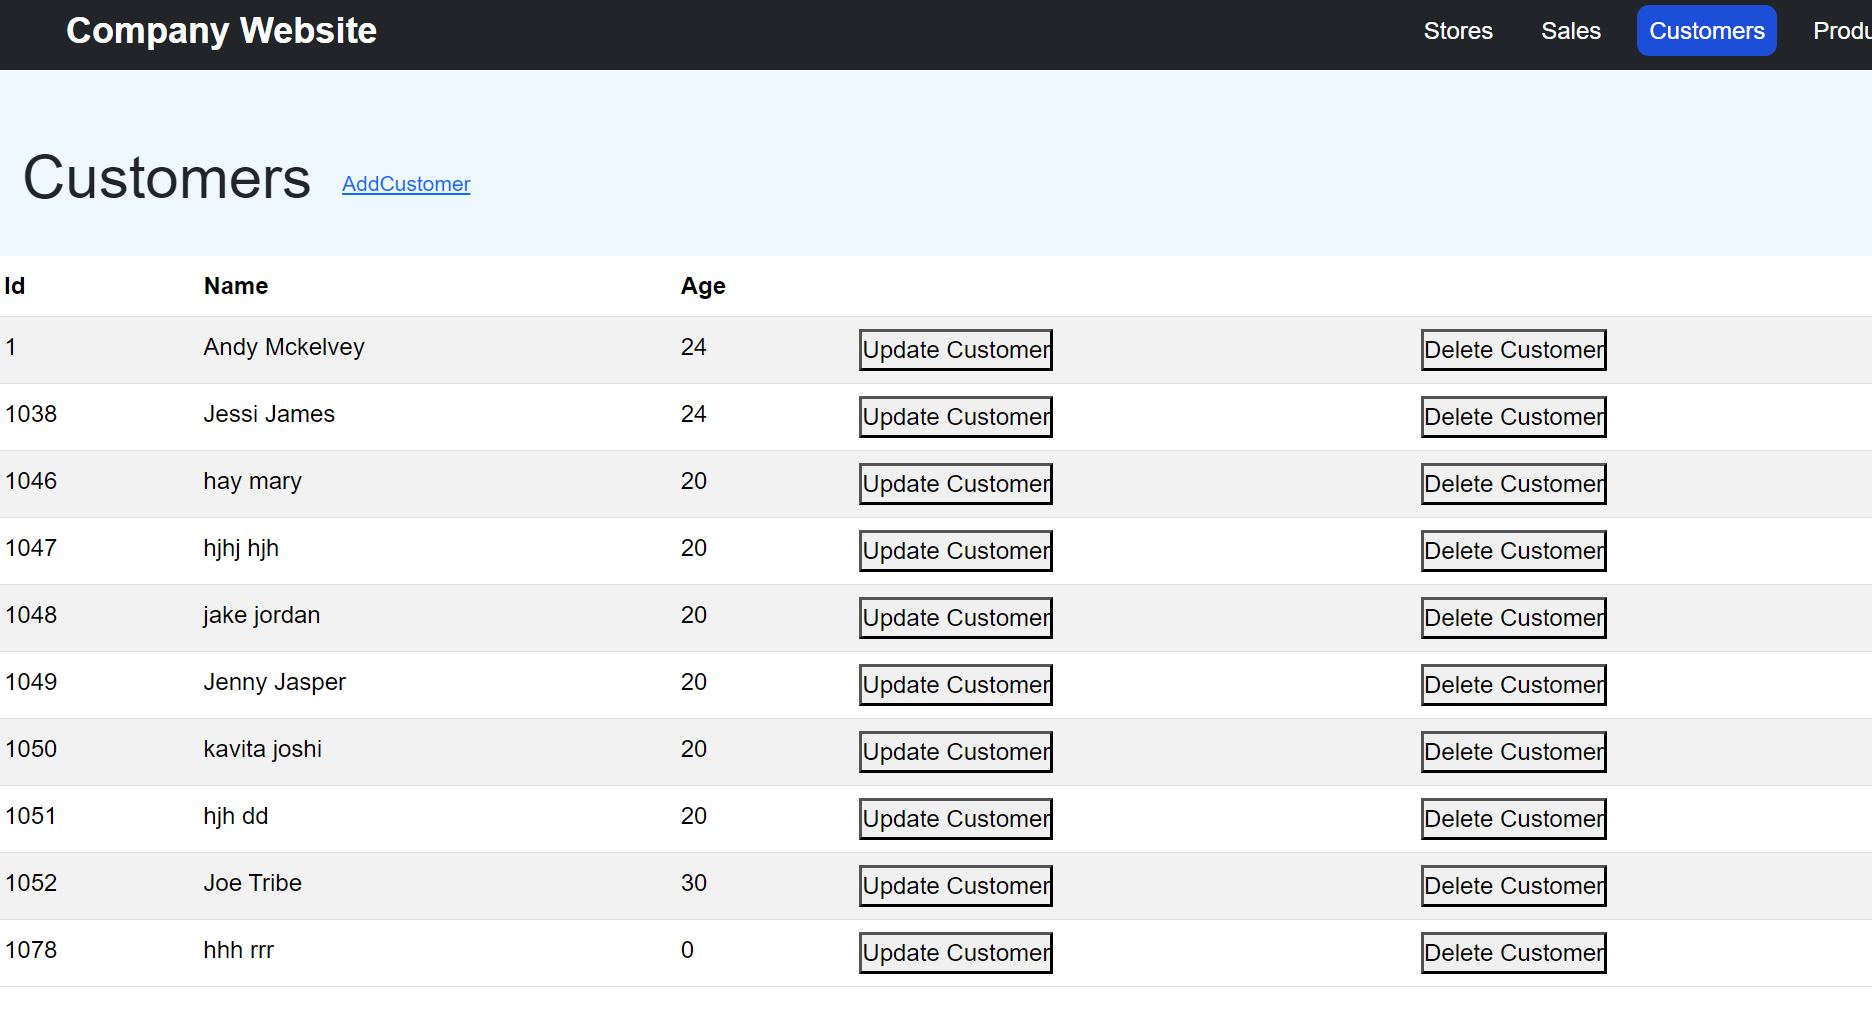 Company Website Stores Sales Customers Produ
Customers AddCustomer
Id Name Age
1 Andy Mckelvey 24 Update Customer Delete Customer
1038 Jessi James 24 Update Customer Delete Customer
1046 hay mary 20 Update Customer Delete Customer
1047 hjhj hjh 20 Update Customer Delete Customer
1048 jake jordan 20 Update Customer Delete Customer
1049 Jenny Jasper 20 Update Customer Delete Customer
1050 kavita joshi 20 Update Customer Delete Customer
1051 hjh dd 20 Update Customer Delete Customer
1052 Joe Tribe 30 Update Customer Delete Customer
1078 hhh rrr 0 Update Customer Delete Customer